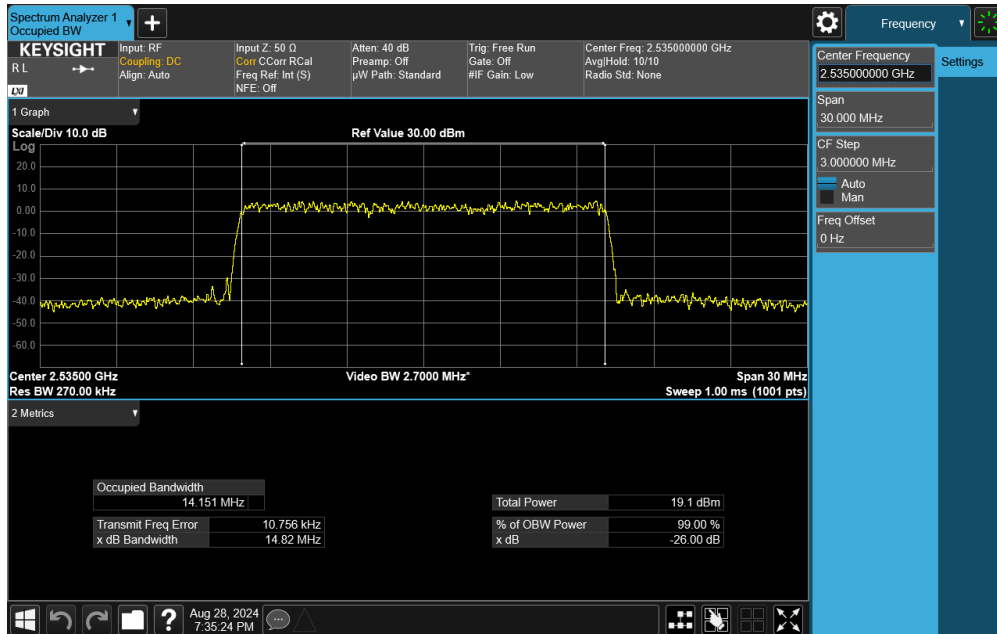 Spectrum Analyzer 1
Occupied BW
Frequency
KEYSIGHT
R L
LXI
Input: RF
Coupling: DC
Align: Auto
Input Z: 50 Ω
Corr CCorr RCal
Freq Ref: Int (S)
NFE: Off
Atten: 40 dB
Preamp: Off
µW Path: Standard
Trig: Free Run
Gate: Off
#IF Gain: Low
Center Freq: 2.535000000 GHz
Avg|Hold: 10/10
Radio Std: None
Center Frequency
2.535000000 GHz
Settings
Span
30.000 MHz
CF Step
3.000000 MHz
Auto
Man
Freq Offset
0 Hz
1 Graph
Scale/Div 10.0 dB
Ref Value 30.00 dBm
Log
20.0
10.0
0.00
-10.0
-20.0
-30.0
-40.0
-50.0
-60.0
Center 2.53500 GHz
Video BW 2.7000 MHz*
Span 30 MHz
Res BW 270.00 kHz
Sweep 1.00 ms (1001 pts)
2 Metrics
Occupied Bandwidth
14.151 MHz
Total Power 19.1 dBm
Transmit Freq Error 10.756 kHz
% of OBW Power 99.00 %
x dB Bandwidth 14.82 MHz
x dB -26.00 dB
?
Aug 28, 2024
7:35:24 PM